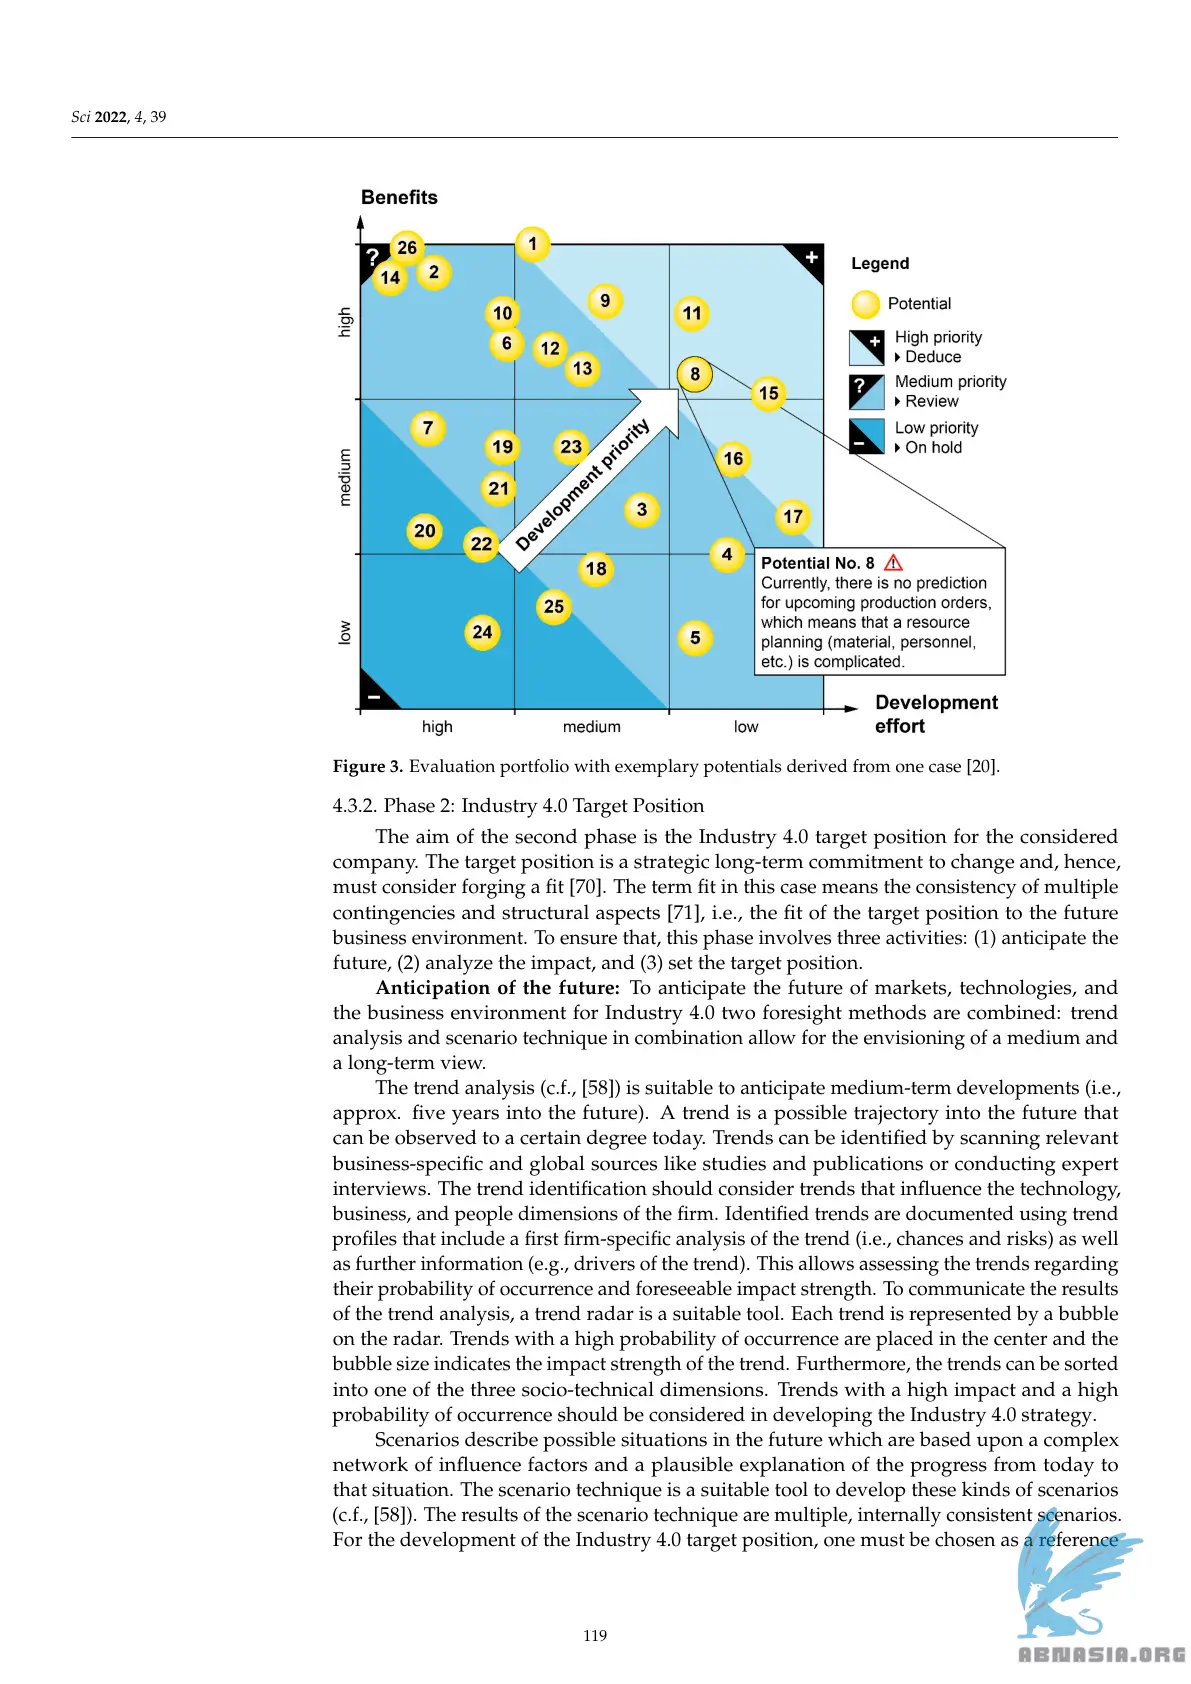 Sci 2022, 4, 39
Benefits
26
1
?
+
14
2
Legend
9
Potential
10
11
high
6
12
13
High priority
Deduce
8
15
Medium priority
Review
?
7
19
23
Low priority
On hold
–
medium
21
16
Development priority
3
17
20
22
4
18
Potential No. 8
Currently, there is no prediction
for upcoming production orders,
which means that a resource
planning (material, personnel,
etc.) is complicated.
25
low
24
5
–
Development
effort
high
medium
low
Figure 3. Evaluation portfolio with exemplary potentials derived from one case [20].
4.3.2. Phase 2: Industry 4.0 Target Position
The aim of the second phase is the Industry 4.0 target position for the considered
company. The target position is a strategic long-term commitment to change and, hence,
must consider forging a fit [70]. The term fit in this case means the consistency of multiple
contingencies and structural aspects [71], i.e., the fit of the target position to the future
business environment. To ensure that, this phase involves three activities: (1) anticipate the
future, (2) analyze the impact, and (3) set the target position.
Anticipation of the future: To anticipate the future of markets, technologies, and
the business environment for Industry 4.0 two foresight methods are combined: trend
analysis and scenario technique in combination allow for the envisioning of a medium and
a long-term view.
The trend analysis (c.f., [58]) is suitable to anticipate medium-term developments (i.e.,
approx. five years into the future). A trend is a possible trajectory into the future that
can be observed to a certain degree today. Trends can be identified by scanning relevant
business-specific and global sources like studies and publications or conducting expert
interviews. The trend identification should consider trends that influence the technology,
business, and people dimensions of the firm. Identified trends are documented using trend
profiles that include a first firm-specific analysis of the trend (i.e., chances and risks) as well
as further information (e.g., drivers of the trend). This allows assessing the trends regarding
their probability of occurrence and foreseeable impact strength. To communicate the results
of the trend analysis, a trend radar is a suitable tool. Each trend is represented by a bubble
on the radar. Trends with a high probability of occurrence are placed in the center and the
bubble size indicates the impact strength of the trend. Furthermore, the trends can be sorted
into one of the three socio-technical dimensions. Trends with a high impact and a high
probability of occurrence should be considered in developing the Industry 4.0 strategy.
Scenarios describe possible situations in the future which are based upon a complex
network of influence factors and a plausible explanation of the progress from today to
that situation. The scenario technique is a suitable tool to develop these kinds of scenarios
(c.f., [58]). The results of the scenario technique are multiple, internally consistent scenarios.
For the development of the Industry 4.0 target position, one must be chosen as a reference
119
ABNASIA.ORG